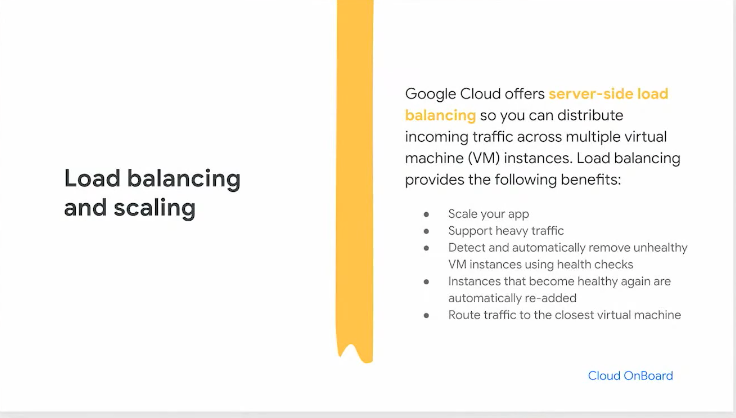 Load balancing
and scaling
Google Cloud offers server-side load
balancing so you can distribute
incoming traffic across multiple virtual
machine (VM) instances. Load balancing
provides the following benefits:
● Scale your app
● Support heavy traffic
● Detect and automatically remove unhealthy
VM instances using health checks
● Instances that become healthy again are
automatically re-added
● Route traffic to the closest virtual machine
Cloud OnBoard